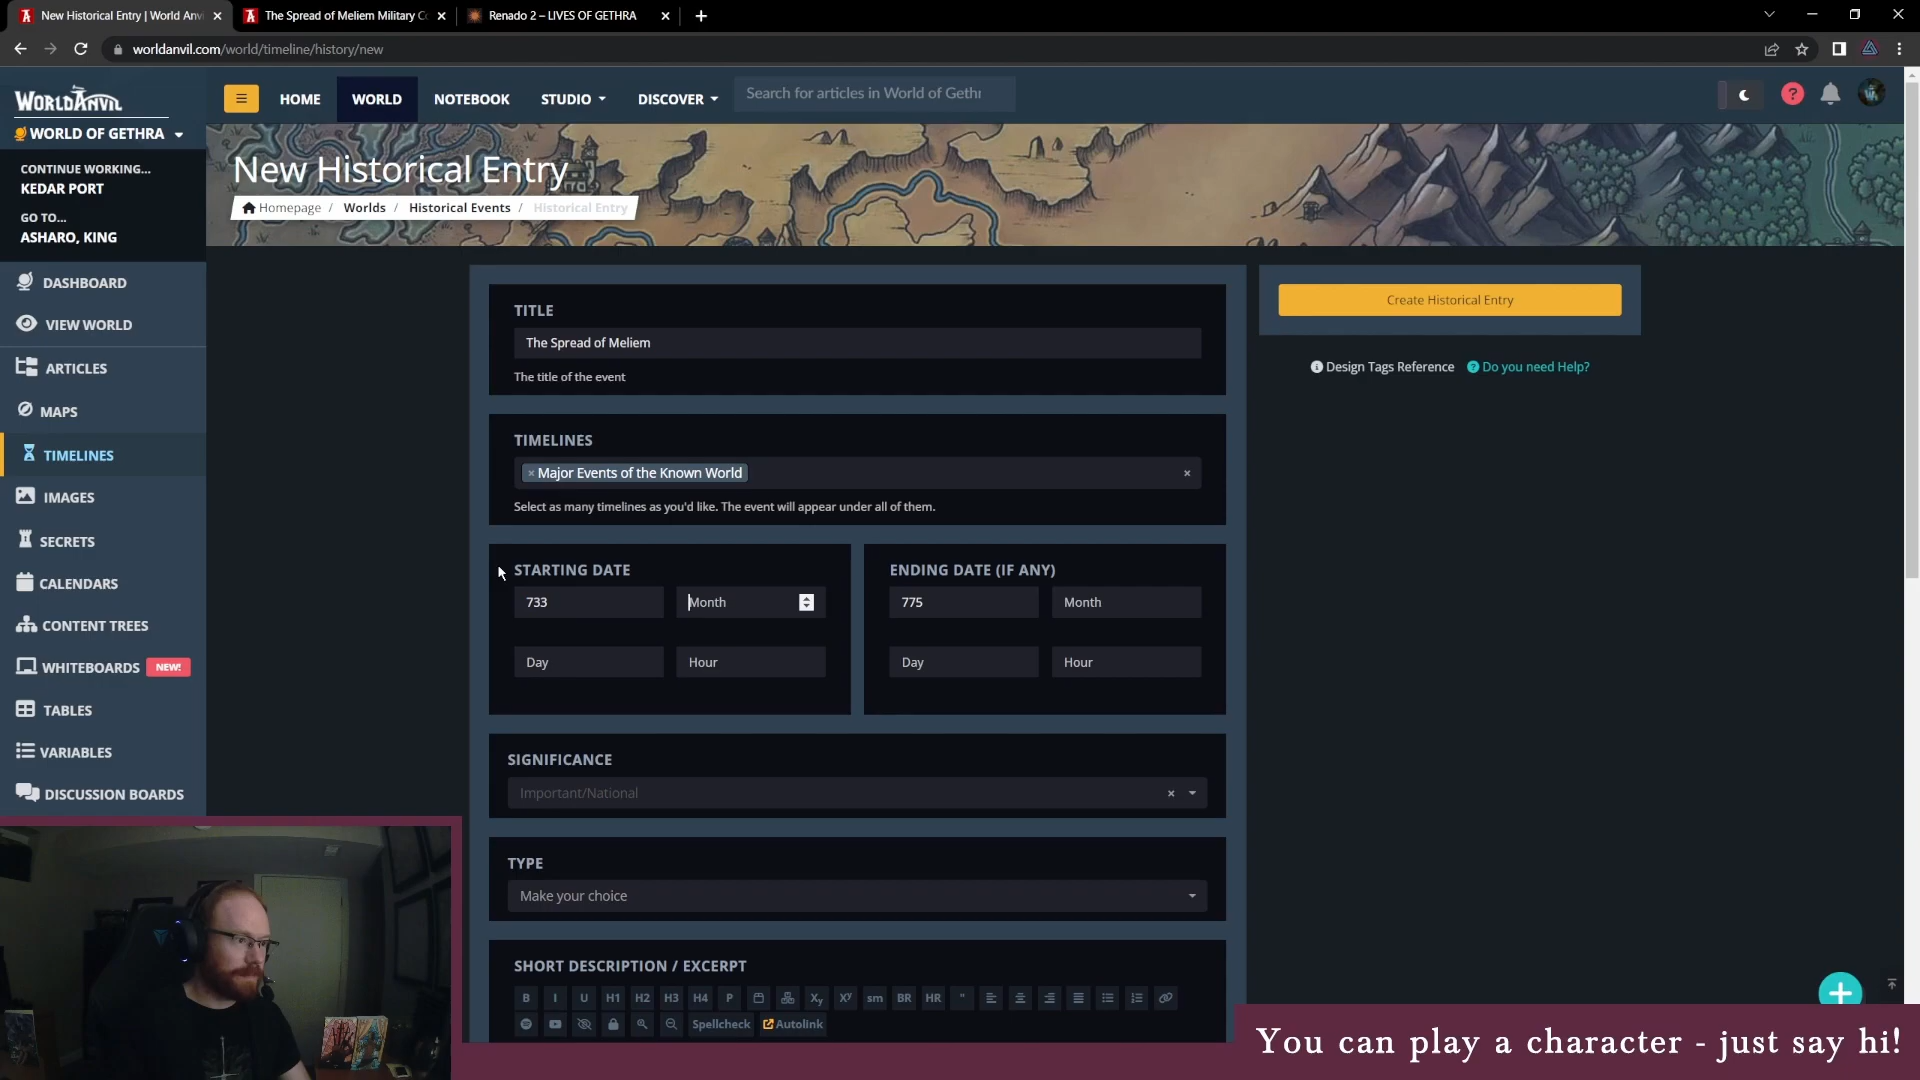 New Historical Entry | World Anvi
The Spread of Meliem Military Co
Renado 2 – LIVES OF GETHRA
worldanvil.com/world/timeline/history/new
WORLDANVIL
HOME
WORLD
NOTEBOOK
STUDIO
DISCOVER
Search for articles in World of Gethr
WORLD OF GETHRA
CONTINUE WORKING...
KEDAR PORT
GO TO...
ASHARO, KING
New Historical Entry
Homepage / Worlds / Historical Events / Historical Entry
DASHBOARD
VIEW WORLD
ARTICLES
MAPS
TIMELINES
IMAGES
SECRETS
CALENDARS
CONTENT TREES
WHITEBOARDS NEW!
TABLES
VARIABLES
DISCUSSION BOARDS
TITLE
The Spread of Meliem
The title of the event
TIMELINES
× Major Events of the Known World ×
Select as many timelines as you'd like. The event will appear under all of them.
STARTING DATE
733
Month
Day
Hour
ENDING DATE (IF ANY)
775
Month
Day
Hour
SIGNIFICANCE
Important/National ×
TYPE
Make your choice
SHORT DESCRIPTION / EXCERPT
B I U H1 H2 H3 H4 P Xy X^y sm BR HR "
Spellcheck Autolink
Create Historical Entry
Design Tags Reference
? Do you need Help?
You can play a character - just say hi!